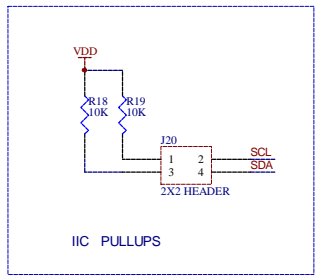 VDD
R18 R19
10K 10K
J20
1 2 SCL
3 4 SDA
2X2 HEADER
IIC PULLUPS